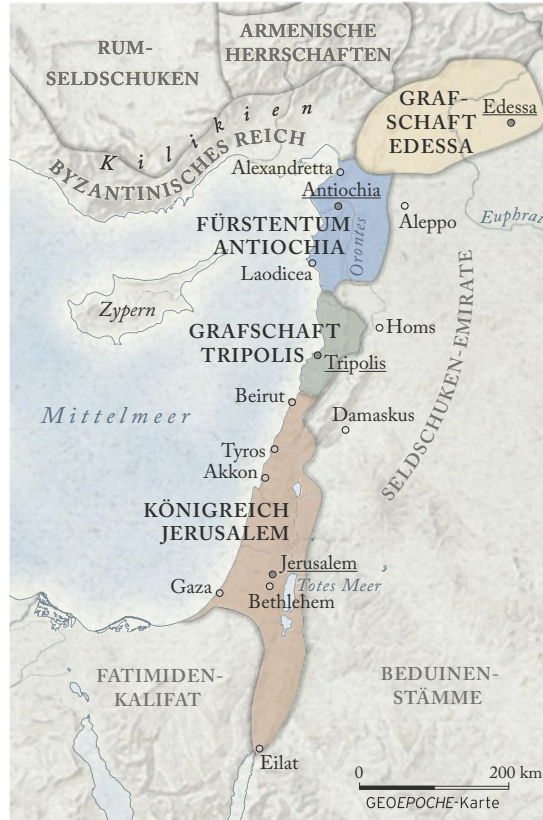 RUM-
SELDSCHUKEN
ARMENISCHE
HERRSCHAFTEN
GRAF-
SCHAFT
EDESSA
Edessa
Kilikien
BYZANTINISCHES REICH
Alexandretta
Antiochia
Aleppo
Euphrat
FÜRSTENTUM
ANTIOCHIA
Orontes
Laodicea
Zypern
GRAFSCHAFT
TRIPOLIS
Homs
Tripolis
SELDSCHUKEN-EMIRATE
Beirut
Mittelmeer
Damaskus
Tyros
Akkon
KÖNIGREICH
JERUSALEM
Jerusalem
Gaza
Totes Meer
Bethlehem
FATIMIDEN-
KALIFAT
BEDUINEN-
STÄMME
Eilat
0 200 km
GEOEPOCHE-Karte